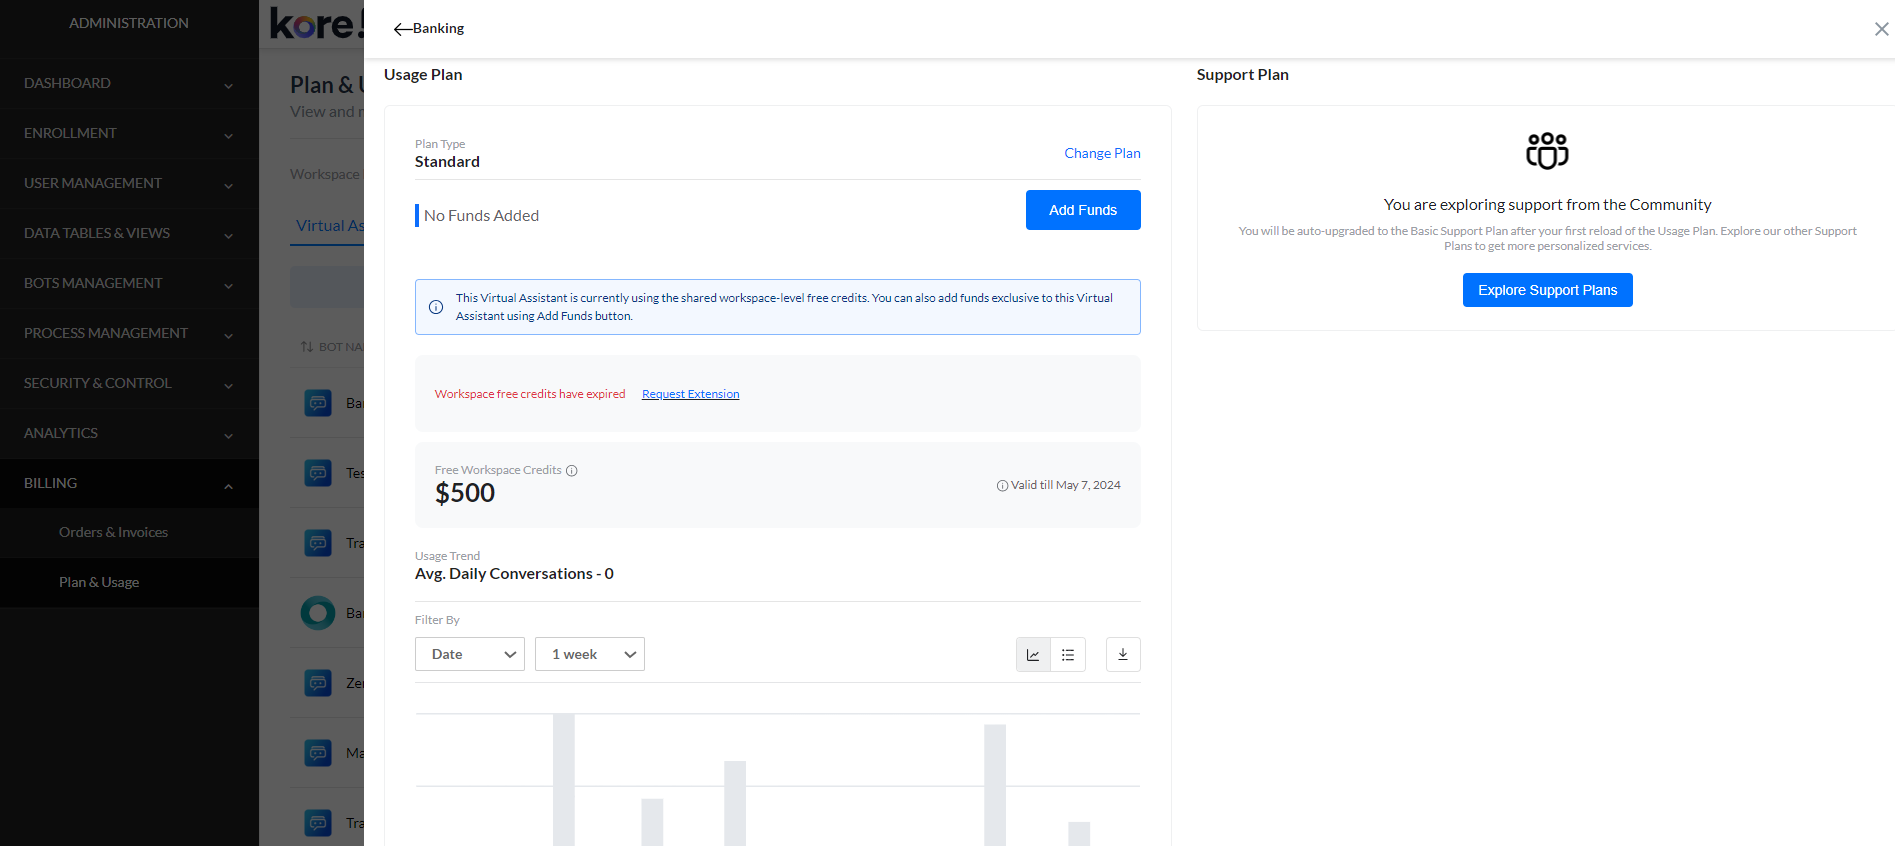 ADMINISTRATION
DASHBOARD
ENROLLMENT
USER MANAGEMENT
DATA TABLES & VIEWS
BOTS MANAGEMENT
PROCESS MANAGEMENT
SECURITY & CONTROL
ANALYTICS
BILLING
Orders & Invoices
Plan & Usage
kore
Plan & U
View and
Workspace
Virtual As
BOT NA
Ba
Tes
Tra
Ba
Zer
Ma
Tra
Banking
Usage Plan
Plan Type
Standard
Change Plan
No Funds Added
Add Funds
This Virtual Assistant is currently using the shared workspace-level free credits. You can also add funds exclusive to this Virtual
Assistant using Add Funds button.
Workspace free credits have expired Request Extension
Free Workspace Credits
$500
Valid till May 7, 2024
Usage Trend
Avg. Daily Conversations - 0
Filter By
Date
1 week
Support Plan
You are exploring support from the Community
You will be auto-upgraded to the Basic Support Plan after your first reload of the Usage Plan. Explore our other Support
Plans to get more personalized services.
Explore Support Plans